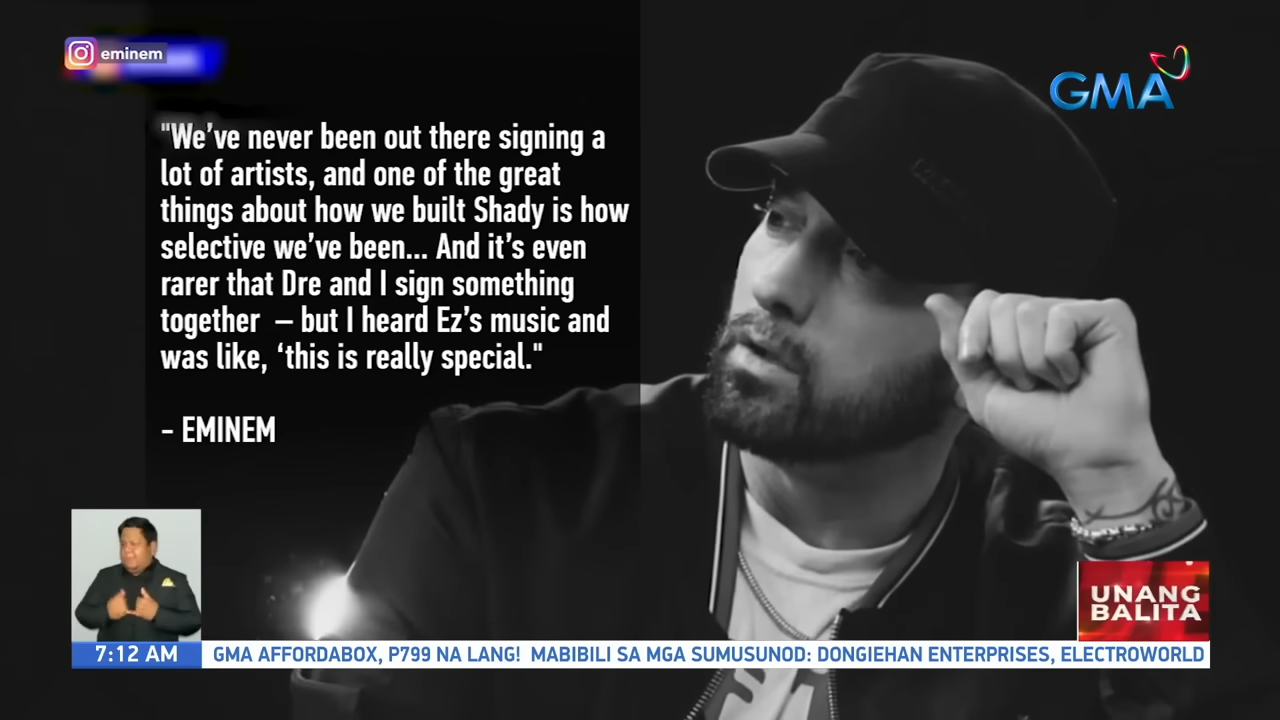 eminem
GMA
"We've never been out there signing a
lot of artists, and one of the great
things about how we built Shady is how
selective we've been... And it's even
rarer that Dre and I sign something
together – but I heard Ez's music and
was like, ‘this is really special."
– EMINEM
UNANG
BALITA
7:12 AM
GMA AFFORDABOX, P799 NA LANG! MABIBILI SA MGA SUMUSUNOD: DONGIEHAN ENTERPRISES, ELECTROWORLD